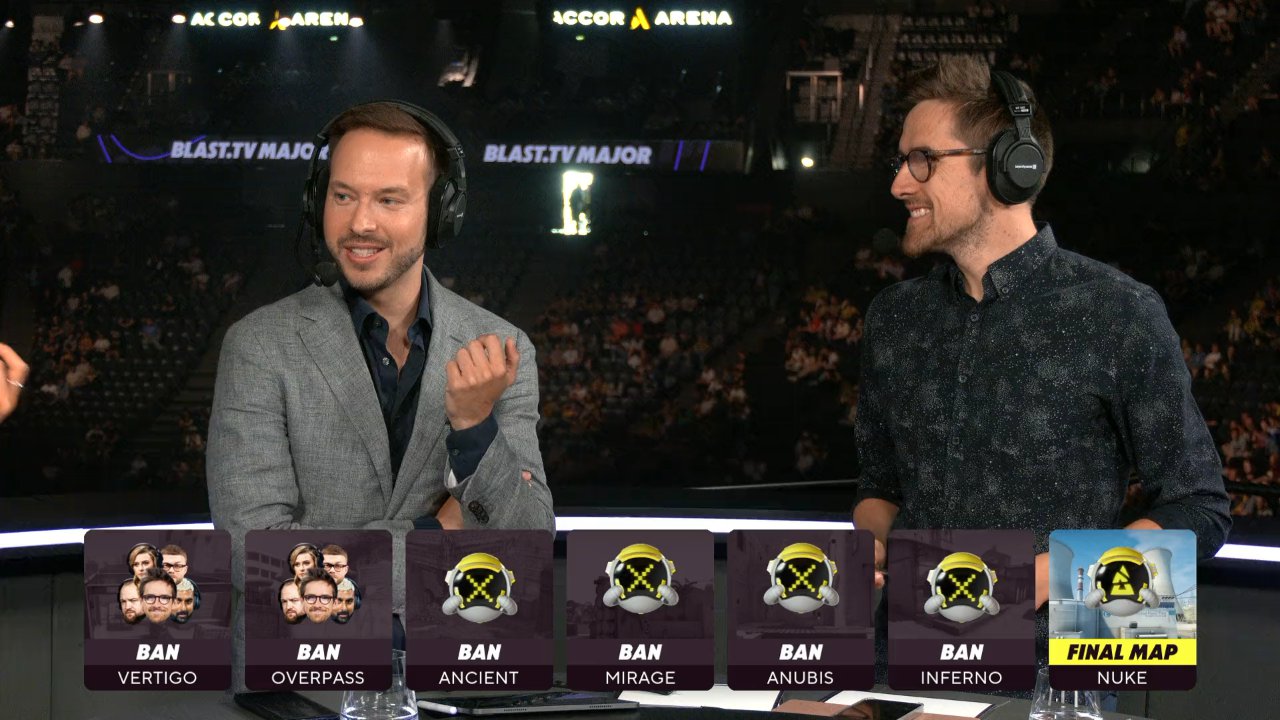 ACCOR ARENA
ACCOR ARENA
BLAST.TV MAJOR
BLAST.TV MAJOR
BAN
VERTIGO
BAN
OVERPASS
BAN
ANCIENT
BAN
MIRAGE
BAN
ANUBIS
BAN
INFERNO
FINAL MAP
NUKE